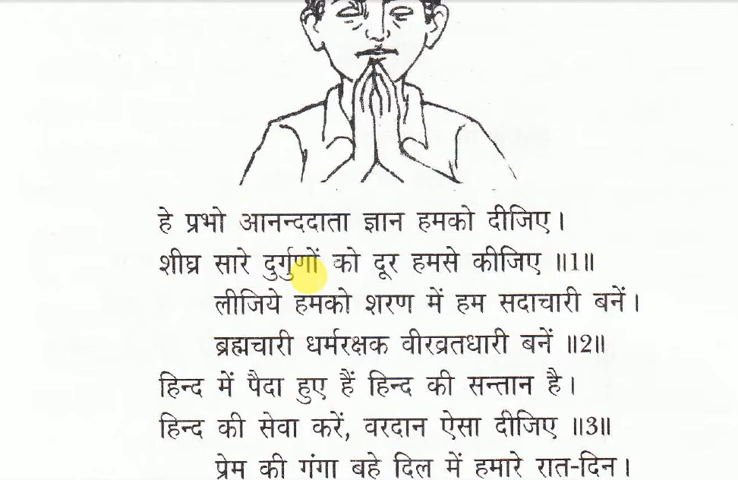 हे प्रभो आनन्ददाता ज्ञान हमको दीजिए।
शीघ्र सारे दुर्गुणों को दूर हमसे कीजिए ॥1॥
लीजिये हमको शरण में हम सदाचारी बनें।
ब्रह्मचारी धर्मरक्षक वीरव्रतधारी बनें ॥2॥
हिन्द में पैदा हुए हैं हिन्द की सन्तान है।
हिन्द की सेवा करें, वरदान ऐसा दीजिए ॥3॥
प्रेम की गंगा बहे दिल में हमारे रात-दिन।